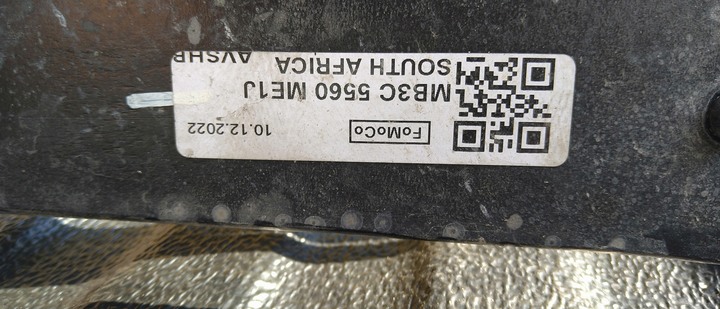 FoMoCo 10.12.2022
MB3C 5560 ME1J
SOUTH AFRICA
AVSHB